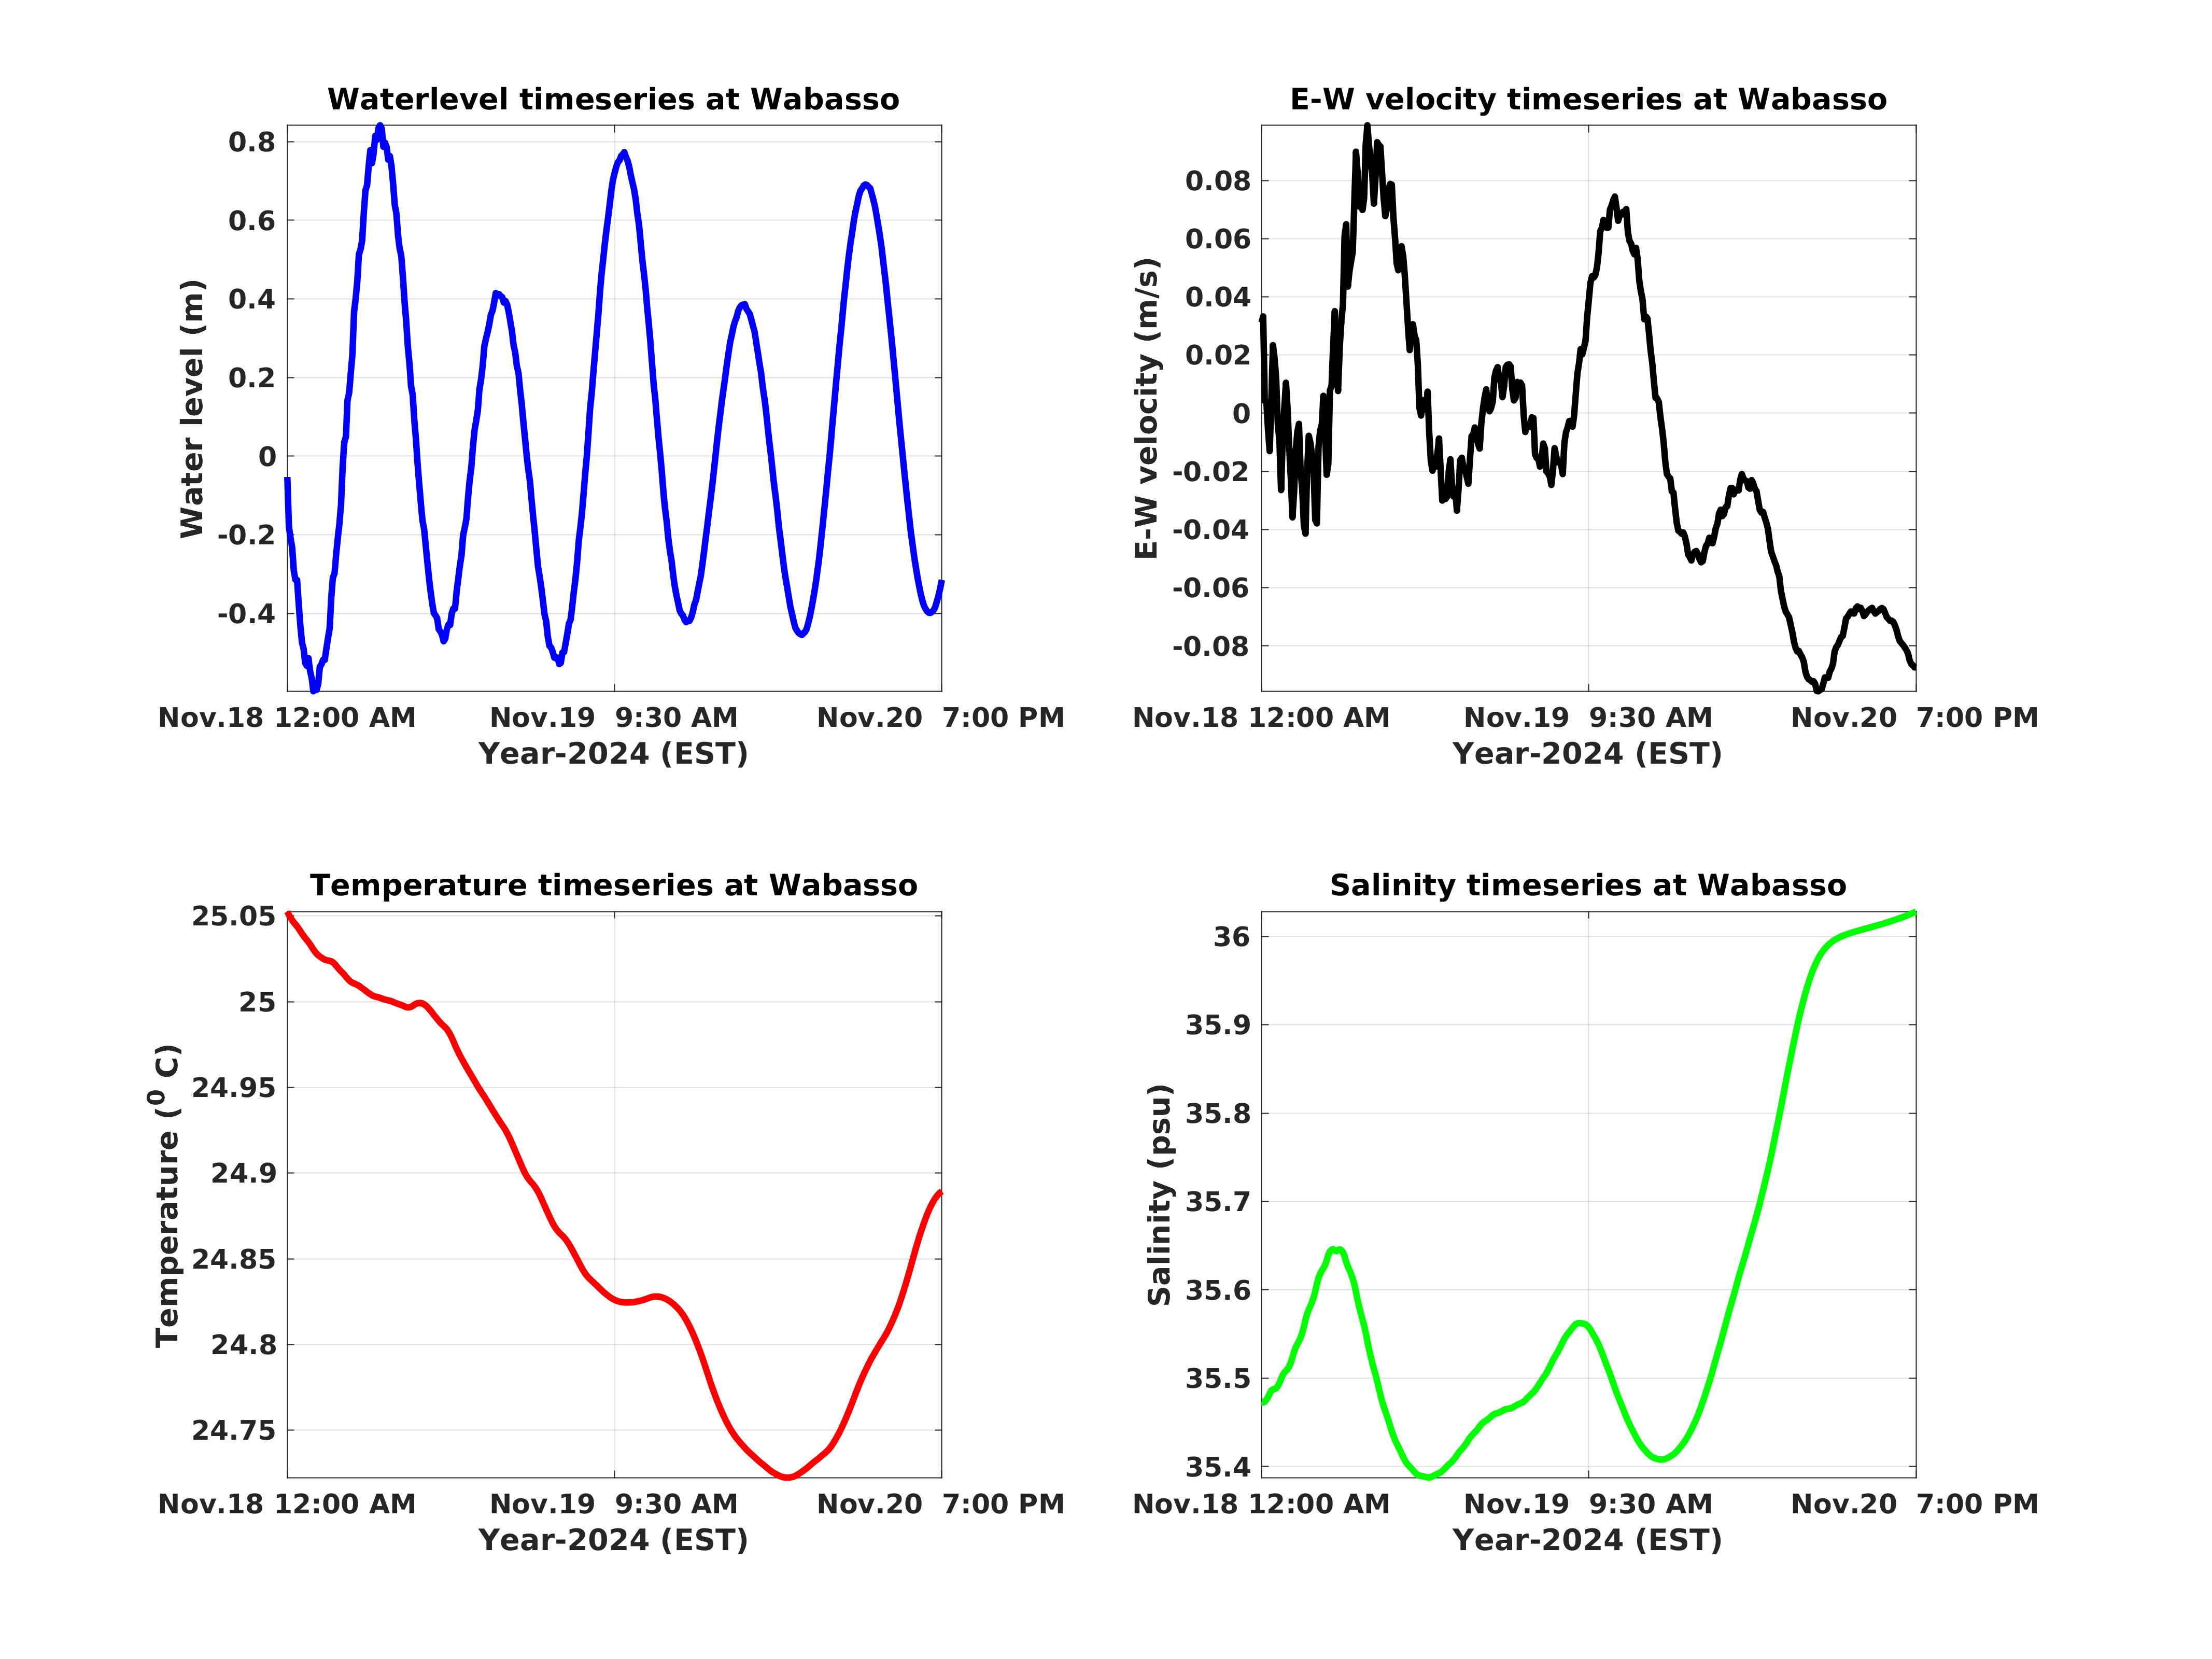 Waterlevel timeseries at Wabasso
0.8
0.6
0.4
0.2
0
-0.2
-0.4
Water level (m)
Nov.18 12:00 AM Nov.19 9:30 AM Nov.20 7:00 PM
Year-2024 (EST)
E-W velocity timeseries at Wabasso
0.08
0.06
0.04
0.02
0
-0.02
-0.04
-0.06
-0.08
E-W velocity (m/s)
Nov.18 12:00 AM Nov.19 9:30 AM Nov.20 7:00 PM
Year-2024 (EST)
Temperature timeseries at Wabasso
25.05
25
24.95
24.9
24.85
24.8
24.75
Temperature (⁰ C)
Nov.18 12:00 AM Nov.19 9:30 AM Nov.20 7:00 PM
Year-2024 (EST)
Salinity timeseries at Wabasso
36
35.9
35.8
35.7
35.6
35.5
35.4
Salinity (psu)
Nov.18 12:00 AM Nov.19 9:30 AM Nov.20 7:00 PM
Year-2024 (EST)